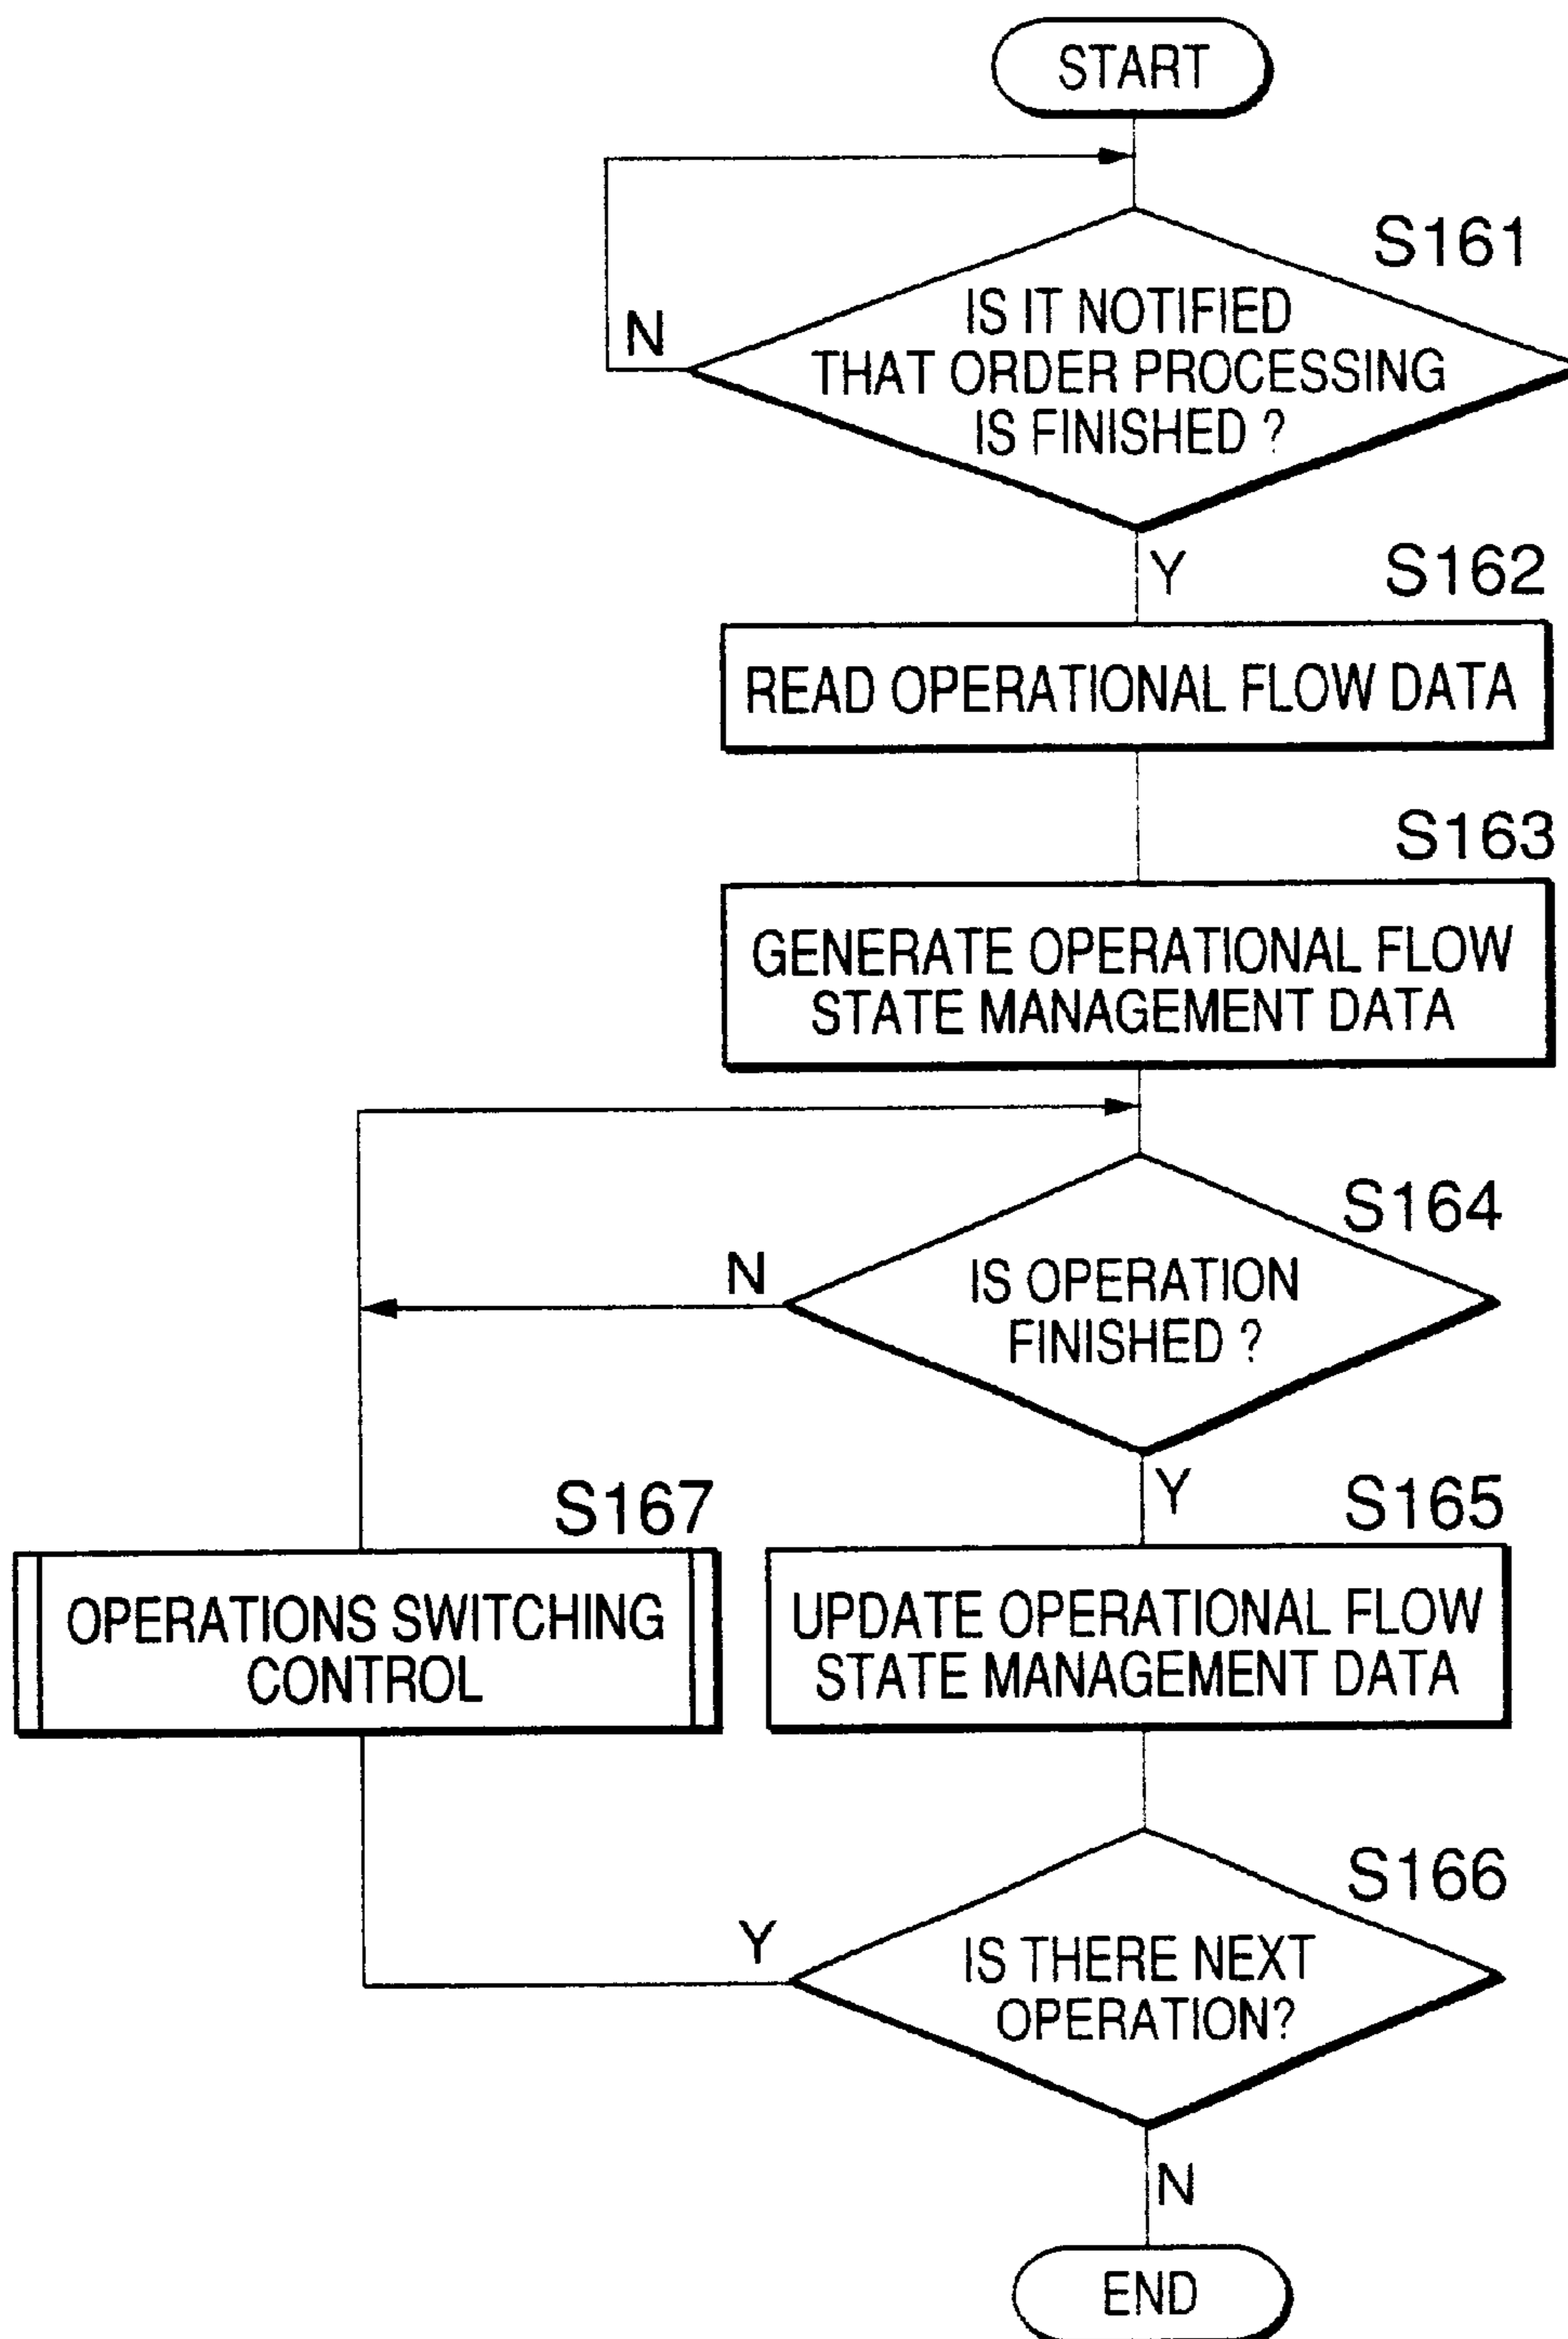 START
S161
IS IT NOTIFIED
THAT ORDER PROCESSING
IS FINISHED ?
N
Y
S162
READ OPERATIONAL FLOW DATA
S163
GENERATE OPERATIONAL FLOW
STATE MANAGEMENT DATA
S164
N
IS OPERATION
FINISHED ?
Y
S167
OPERATIONS SWITCHING
CONTROL
S165
UPDATE OPERATIONAL FLOW
STATE MANAGEMENT DATA
S166
Y
IS THERE NEXT
OPERATION?
N
END